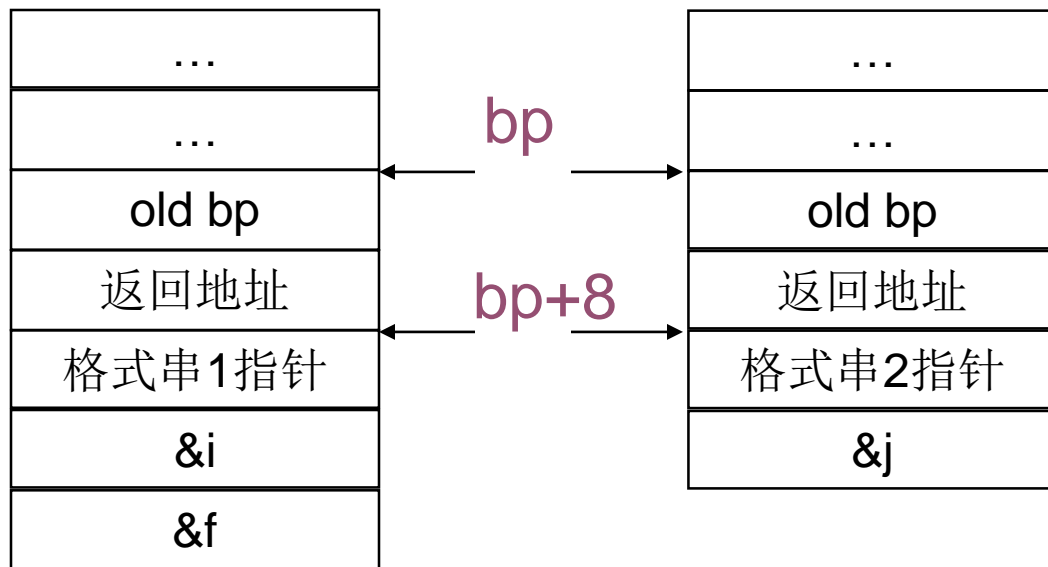 …
…
old bp
返回地址
格式串1指针
&i
&f
bp
bp+8
…
…
old bp
返回地址
格式串2指针
&j